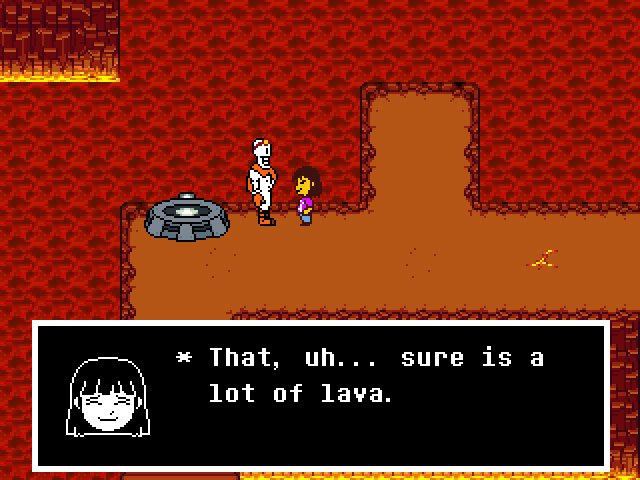 * That, uh... sure is a
lot of lava.